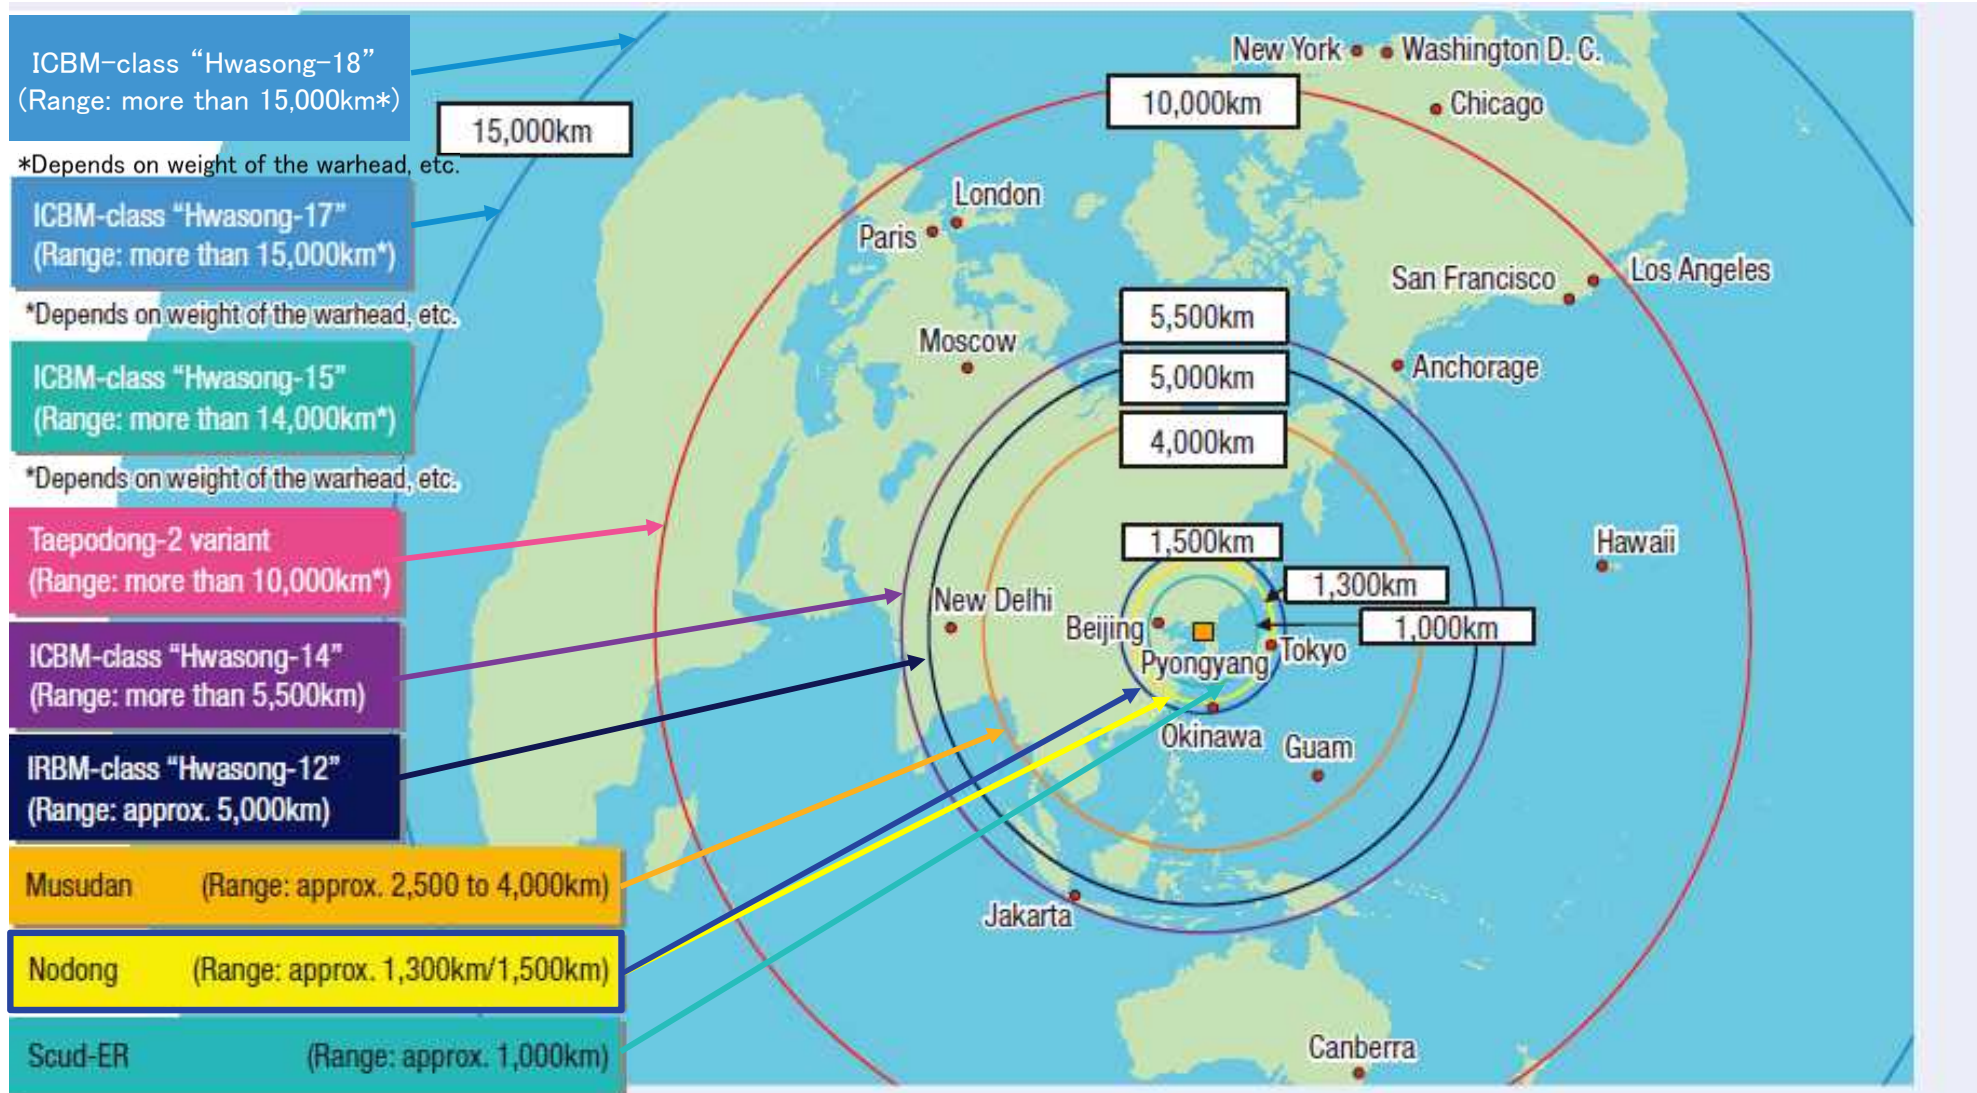 ICBM-class “Hwasong-18”
(Range: more than 15,000km*)
*Depends on weight of the warhead, etc.
ICBM-class “Hwasong-17”
(Range: more than 15,000km*)
*Depends on weight of the warhead, etc.
ICBM-class “Hwasong-15”
(Range: more than 14,000km*)
*Depends on weight of the warhead, etc.
Taepodong-2 variant
(Range: more than 10,000km*)
ICBM-class “Hwasong-14”
(Range: more than 5,500km)
IRBM-class “Hwasong-12”
(Range: approx. 5,000km)
Musudan (Range: approx. 2,500 to 4,000km)
Nodong (Range: approx. 1,300km/1,500km)
Scud-ER (Range: approx. 1,000km)
New York
Washington D. C.
10,000km
Chicago
15,000km
London
Paris
San Francisco
Los Angeles
5,500km
Moscow
5,000km
Anchorage
4,000km
1,500km
Hawaii
1,300km
New Delhi
Beijing
1,000km
Tokyo
Pyongyang
Okinawa
Guam
Jakarta
Canberra